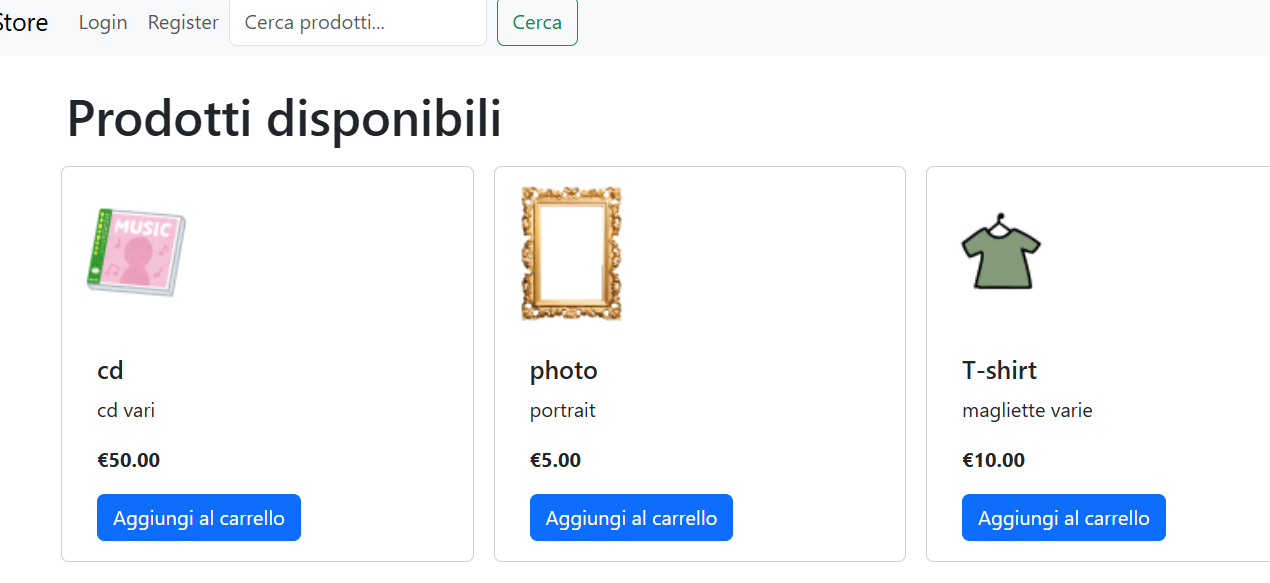 Store Login Register Cerca prodotti... Cerca
Prodotti disponibili
MUSIC
cd
cd vari
€50.00
Aggiungi al carrello
photo
portrait
€5.00
Aggiungi al carrello
T-shirt
magliette varie
€10.00
Aggiungi al carrello